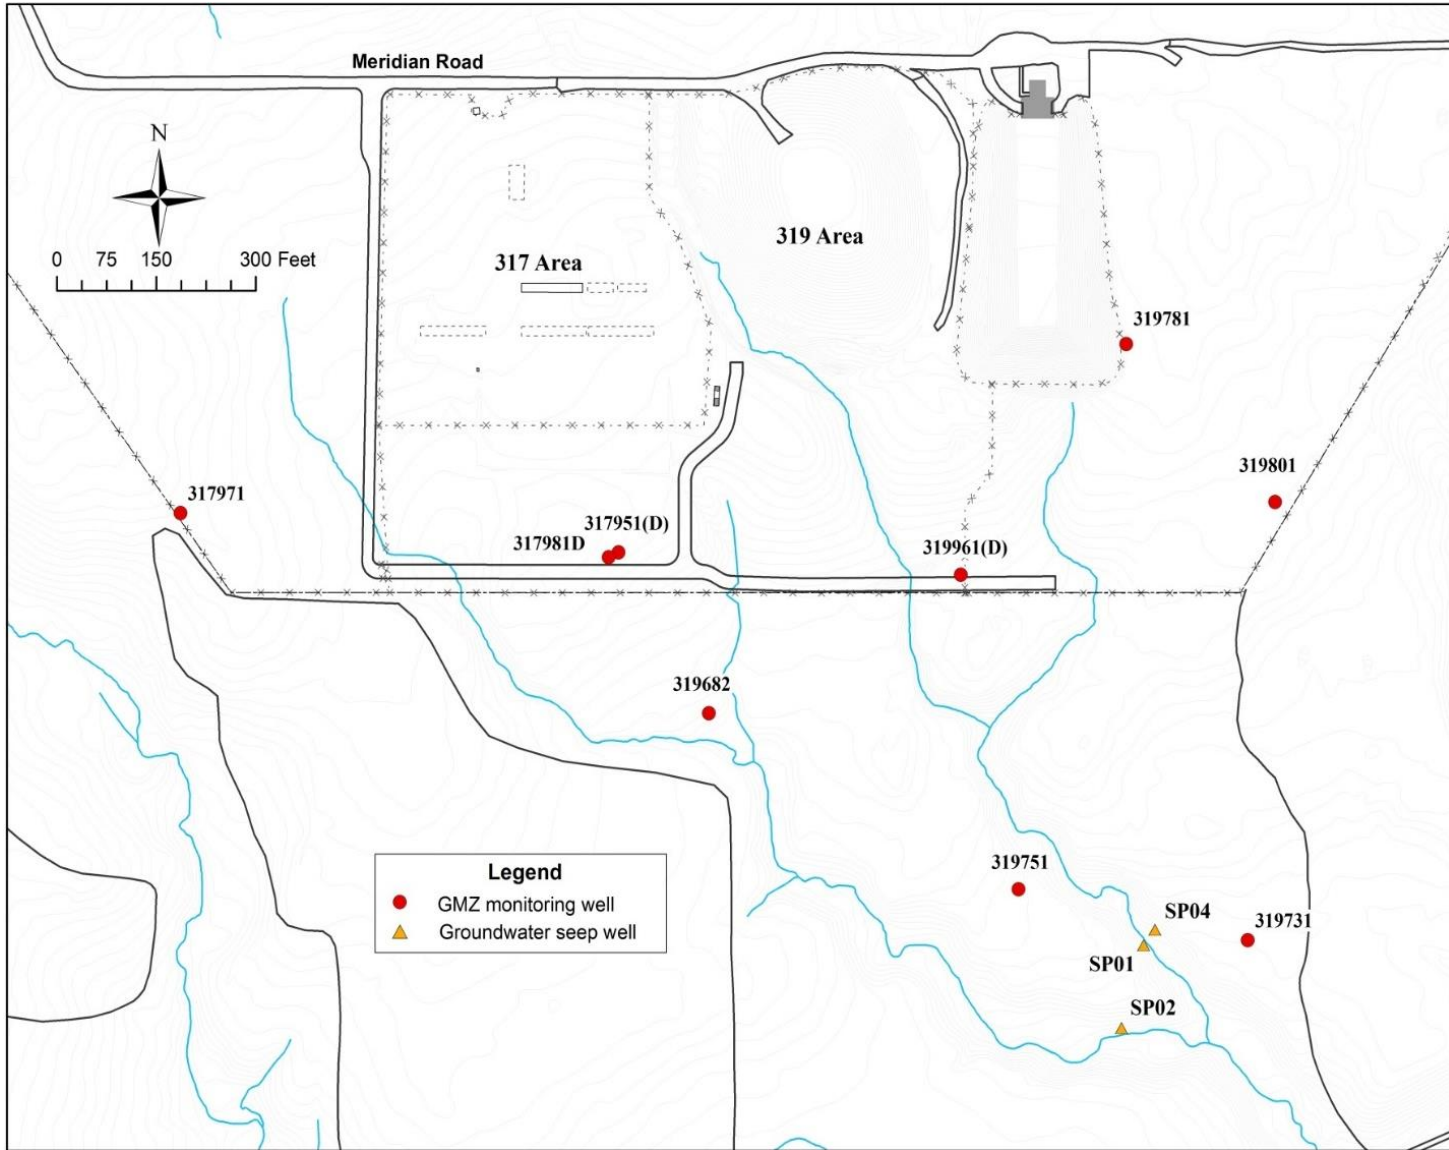 Meridian Road
N
0 75 150 300 Feet
319 Area
317 Area
319781
319801
317971
317951(D)
317981D
319961(D)
319682
319751
Legend
GMZ monitoring well
Groundwater seep well
SP04
319731
SP01
SP02